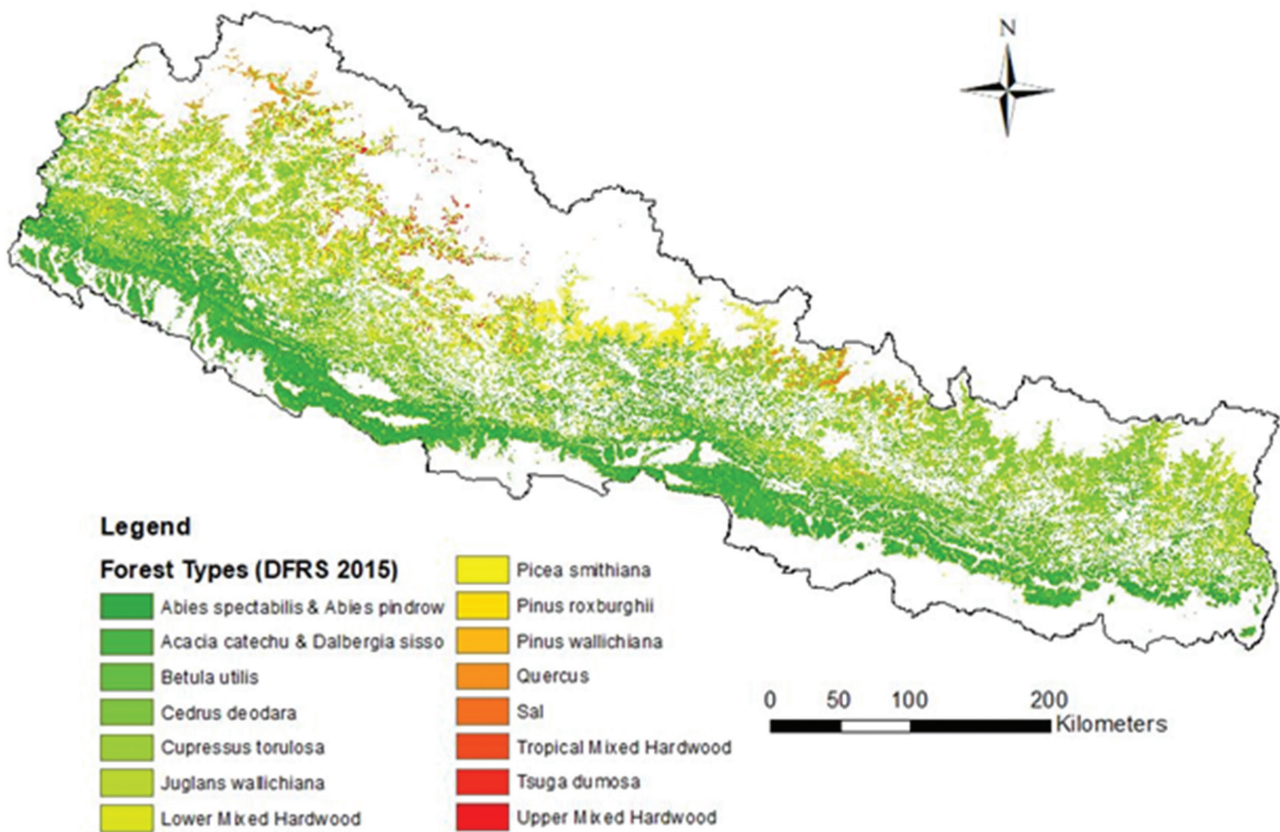 N
Legend
Forest Types (DFRS 2015)
Abies spectabilis & Abies pindrow
Acacia catechu & Dalbergia sisso
Betula utilis
Cedrus deodara
Cupressus torulosa
Juglans wallichiana
Lower Mixed Hardwood
Picea smithiana
Pinus roxburghii
Pinus wallichiana
Quercus
Sal
Tropical Mixed Hardwood
Tsuga dumosa
Upper Mixed Hardwood
0 50 100 200
Kilometers